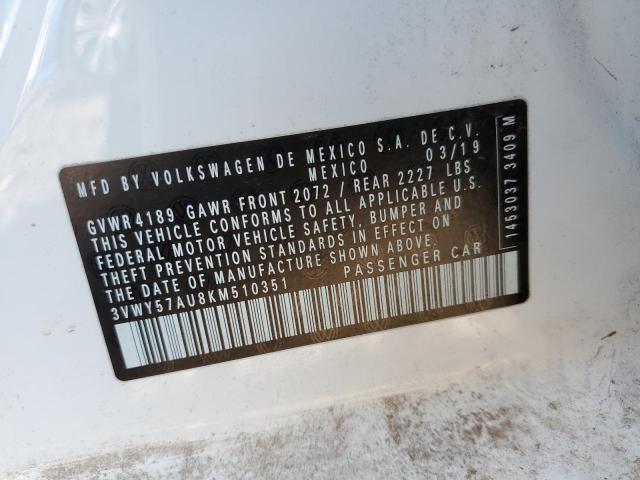 MFD BY VOLKSWAGEN DE MEXICO S.A. DE C.V.
MEXICO 03/19
GVWR 4189 GAWR FRONT 2072 / REAR 2227 LBS
THIS VEHICLE CONFORMS TO ALL APPLICABLE U.S.
FEDERAL MOTOR VEHICLE SAFETY, BUMPER AND
THEFT PREVENTION STANDARDS IN EFFECT ON
THE DATE OF MANUFACTURE SHOWN ABOVE.
3VWY57AU8KM510351 PASSENGER CAR
1453037 3409 M